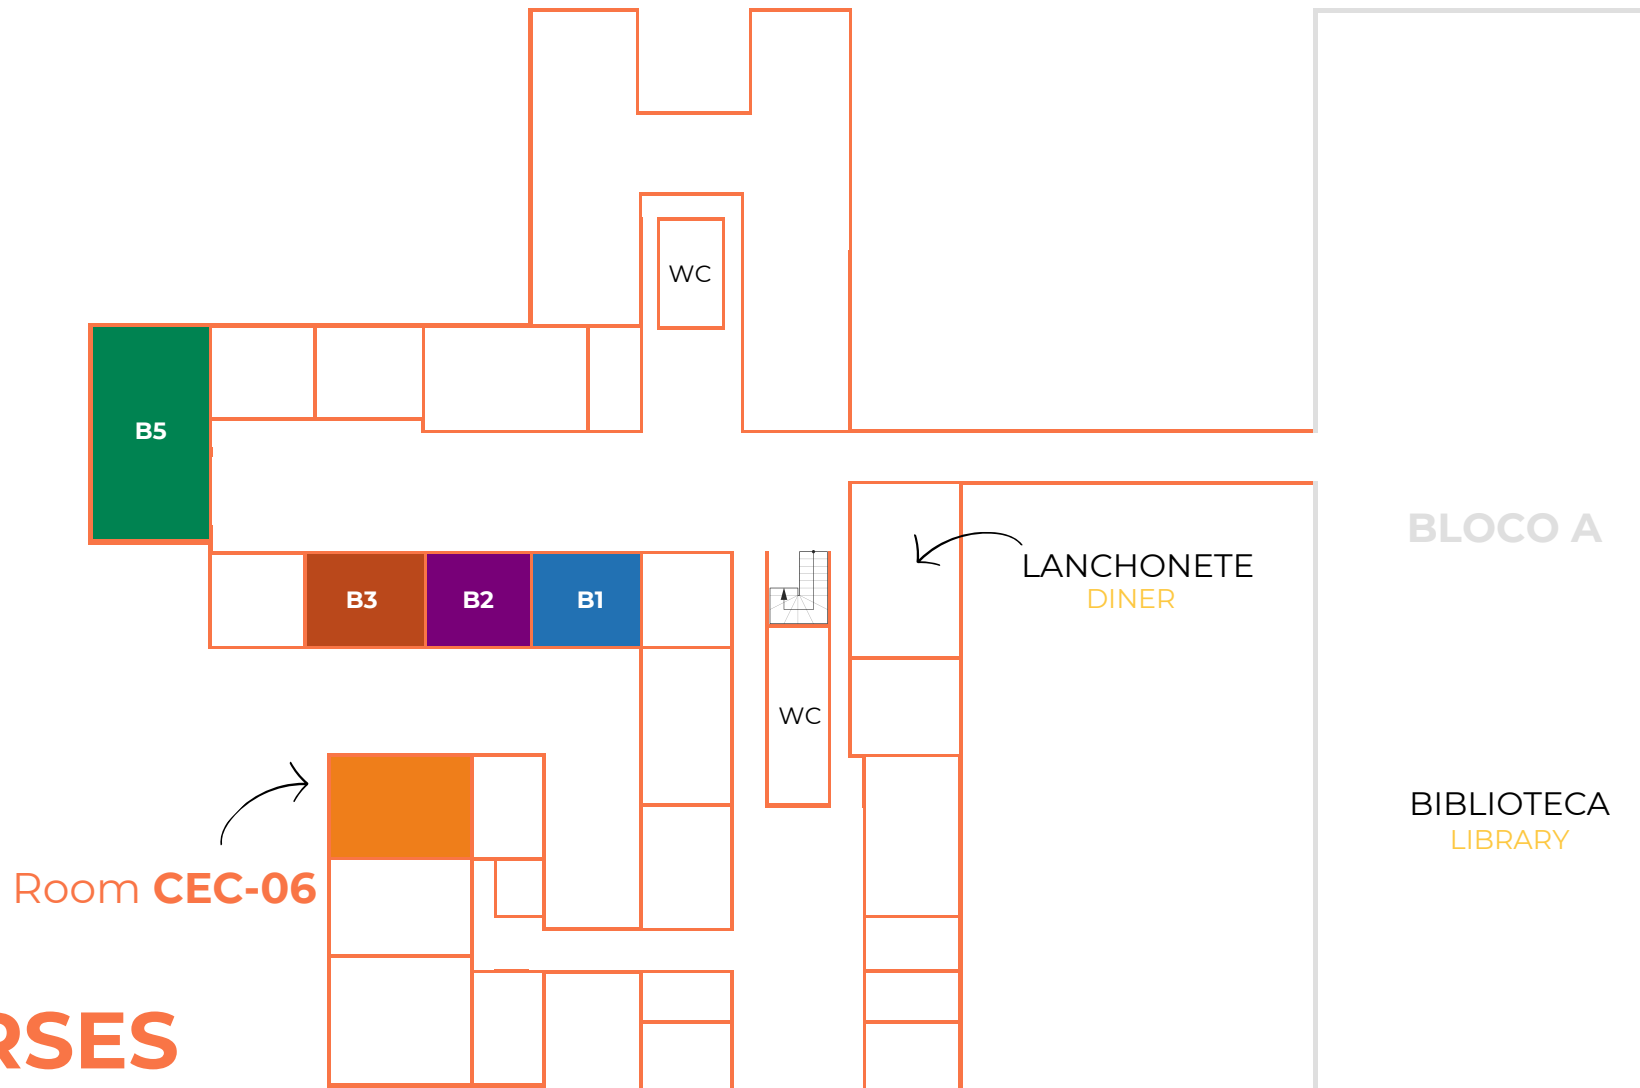 WC
B5
BLOCO A
LANCHONETE
DINER
B3
B2
B1
WC
BIBLIOTECA
LIBRARY
Room CEC-06
RSES